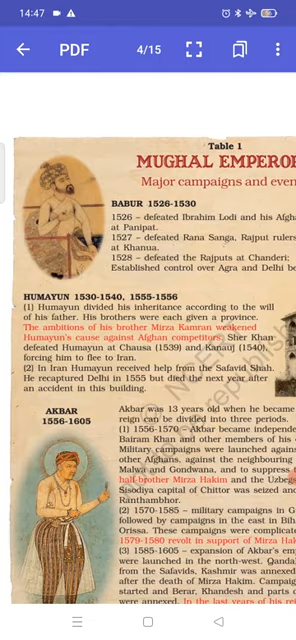 14:47
PDF
4/15
Table 1
MUGHAL EMPERO
Major campaigns and even
BABUR 1526-1530
1526 – defeated Ibrahim Lodi and his Afgh
at Panipat.
1527 – defeated Rana Sanga, Rajput rulers
at Khanua.
1528 – defeated the Rajputs at Chanderi;
Established control over Agra and Delhi be
HUMAYUN 1530-1540, 1555-1556
(1) Humayun divided his inheritance according to the will
of his father. His brothers were each given a province.
The ambitions of his brother Mirza Kamran weakened
Humayun's cause against Afghan competitors. Sher Khan
defeated Humayun at Chausa (1539) and Kanauj (1540),
forcing him to flee to Iran.
(2) In Iran Humayun received help from the Safavid Shah.
He recaptured Delhi in 1555 but died the next year after
an accident in this building.
AKBAR
1556-1605
Akbar was 13 years old when he became
reign can be divided into three periods.
(1) 1556-1570 – Akbar became independe
Bairam Khan and other members of his
Military campaigns were launched agains
other Afghans, against the neighbouring
Malwa and Gondwana, and to suppress
half-brother Mirza Hakim and the Uzbegs
Sisodiya capital of Chittor was seized and
Ranthambhor.
(2) 1570-1585 – military campaigns in G
followed by campaigns in the east in Bih
Orissa. These campaigns were complicate
1579-1580 revolt in support of Mirza Hak
(3) 1585-1605 – expansion of Akbar's em
were launched in the north-west. Qandah
from the Safavids, Kashmir was annexed
after the death of Mirza Hakim. Campaig
started and Berar, Khandesh and parts o
were annexed. In the last years of his rei